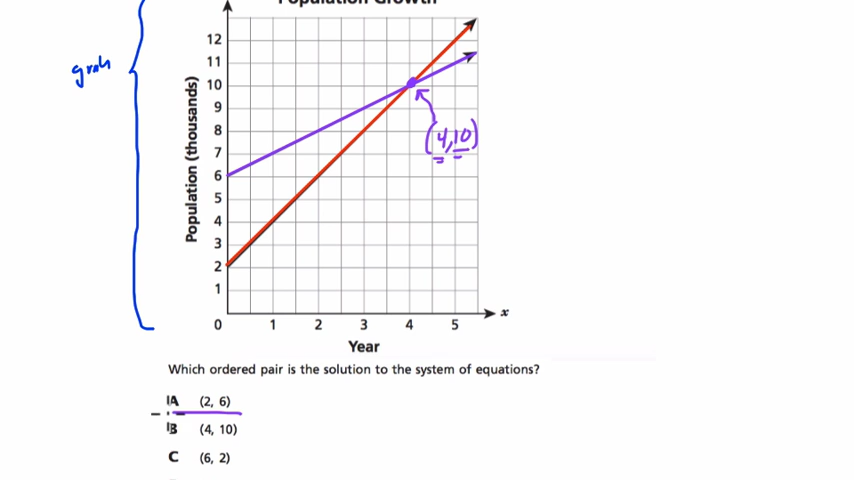 Population Growth
grah
12
11
10
9
8
7
6
5
4
3
2
1
0
Population (thousands)
(4,10)
1 2 3 4 5
x
Year
Which ordered pair is the solution to the system of equations?
A (2, 6)
B (4, 10)
C (6, 2)